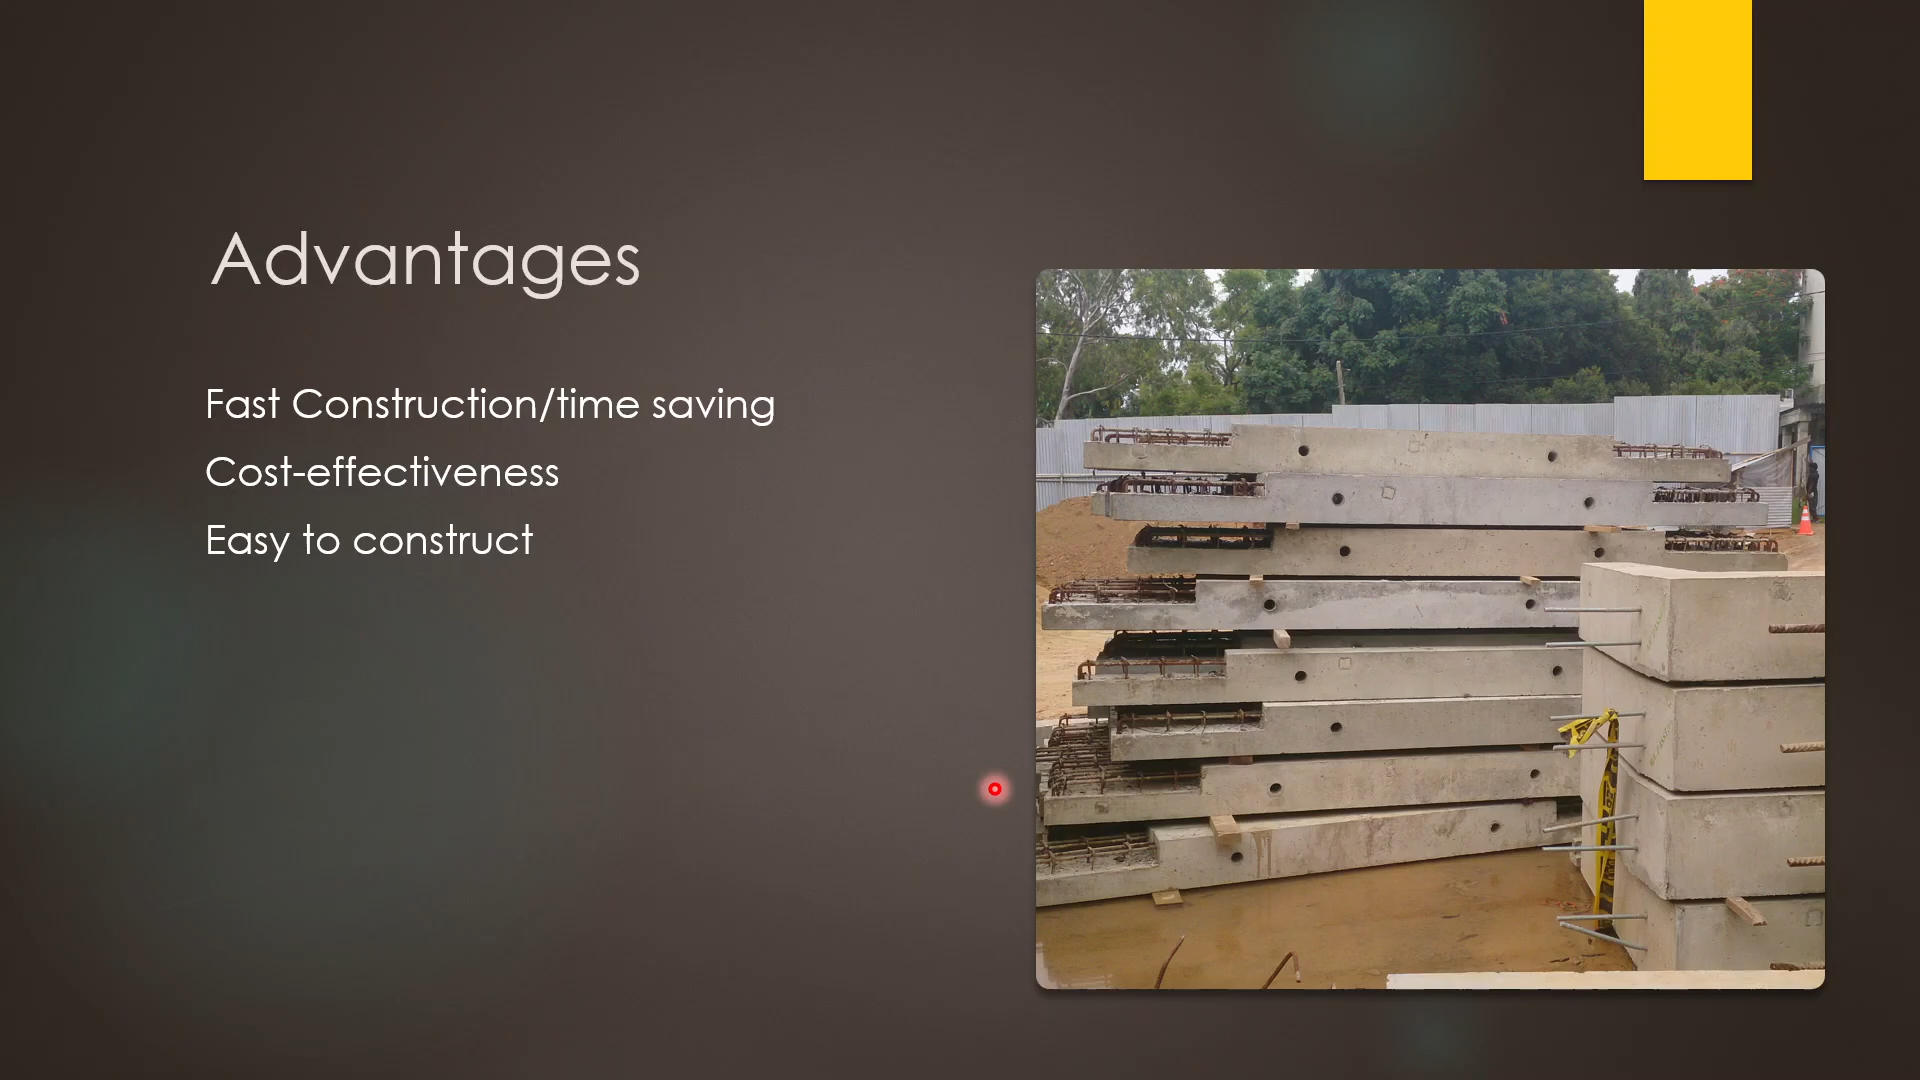 Advantages
Fast Construction/time saving
Cost-effectiveness
Easy to construct